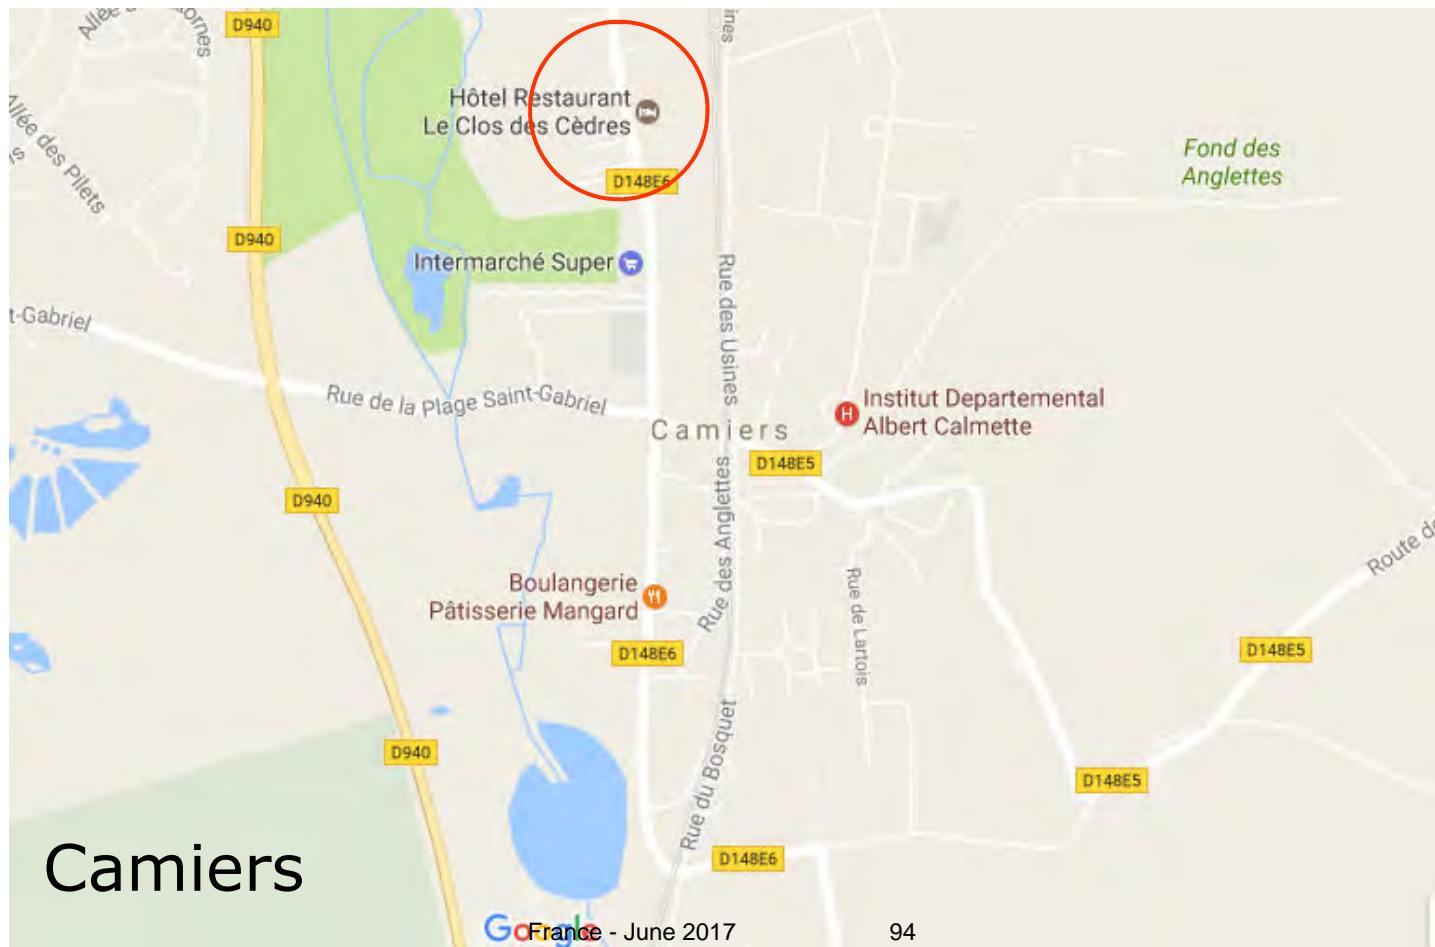 D940
ines
Hôtel Restaurant
Le Clos des Cèdres
Allée des Pilets
Fond des
Anglettes
D148E6
D940
Intermarché Super
Rue des Usines
t-Gabriel
Rue de la Plage Saint-Gabriel
Institut Departemental
Albert Calmette
Camiers
D148E5
D940
Rue des Anglettes
Route de
Boulangerie
Pâtisserie Mangard
Rue de Lartois
D148E6
D148E5
Rue du Bosquet
D940
D148E5
Camiers
D148E6
Google
France - June 2017
94